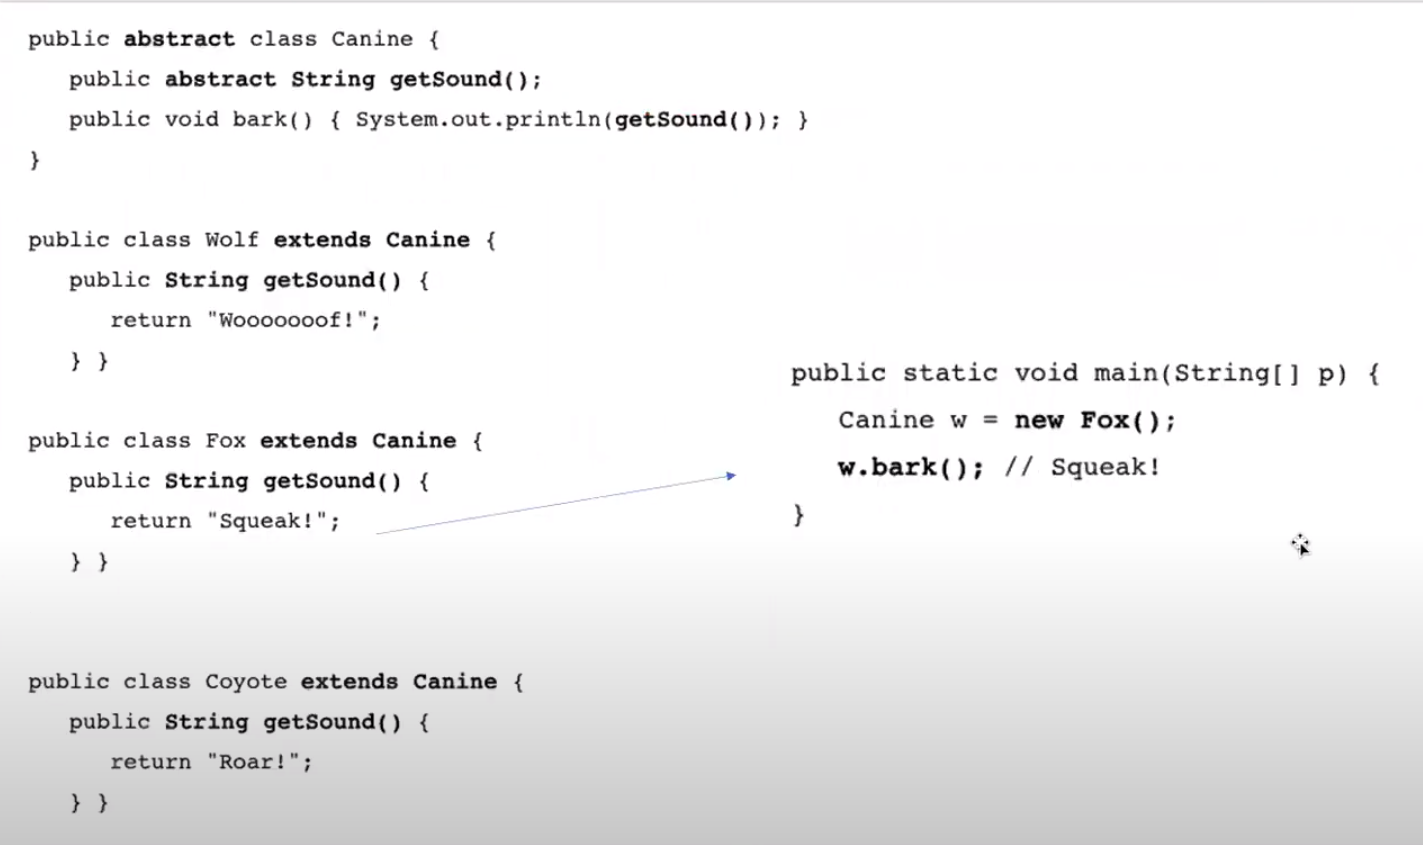 public abstract class Canine {
public abstract String getSound();
public void bark() { System.out.println(getSound()); }
}
public class Wolf extends Canine {
public String getSound() {
return "Wooooooof!";
} }
public class Fox extends Canine {
public String getSound() {
return "Squeak!";
} }
public class Coyote extends Canine {
public String getSound() {
return "Roar!";
} }
public static void main(String[] p) {
Canine w = new Fox();
w.bark(); // Squeak!
}